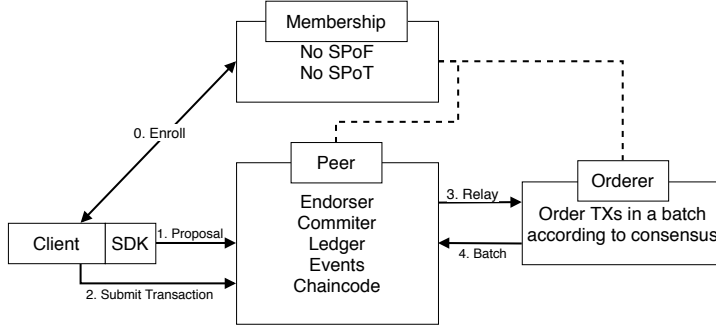 Membership
No SPoF
No SPoT
0. Enroll
Peer
Endorser
Commiter
Ledger
Events
Chaincode
3. Relay
4. Batch
Orderer
Order TXs in a batch
according to consensus
Client
SDK
1. Proposal
2. Submit Transaction